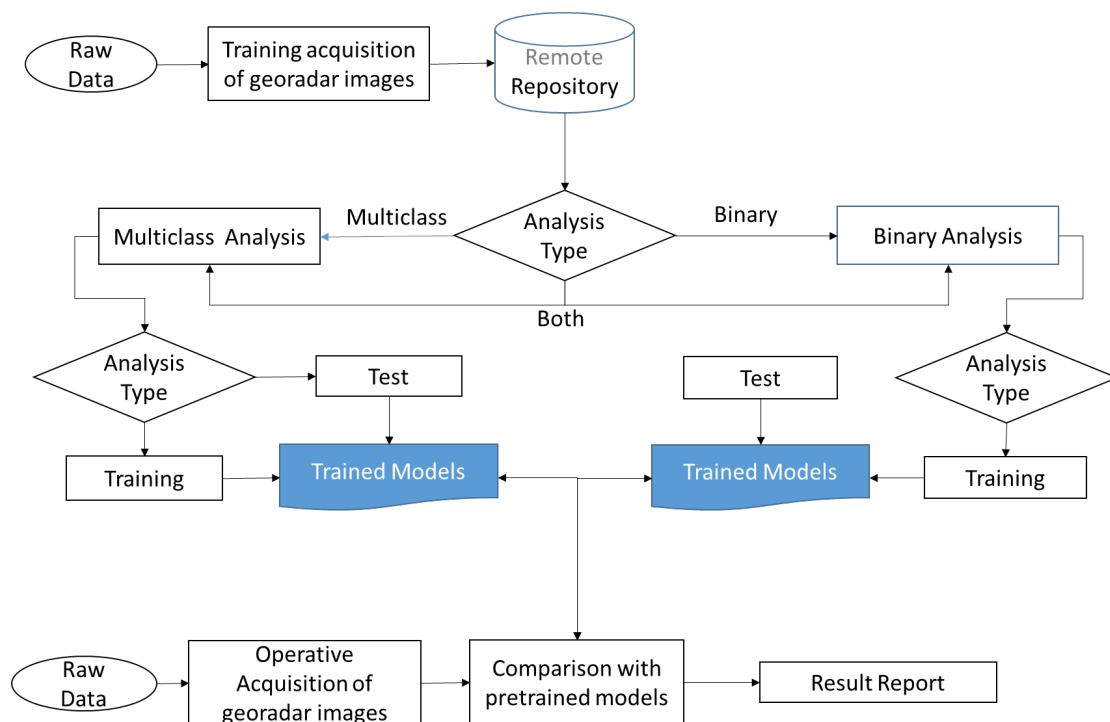 Raw
Data
Training acquisition
of georadar images
Remote
Repository
Multiclass
Analysis
Type
Binary
Multiclass  Analysis
Binary Analysis
Both
Analysis
Type
Test
Test
Analysis
Type
Training
Trained Models
Trained Models
Training
Raw
Data
Operative
Acquisition of
georadar images
Comparison with
pretrained models
Result Report